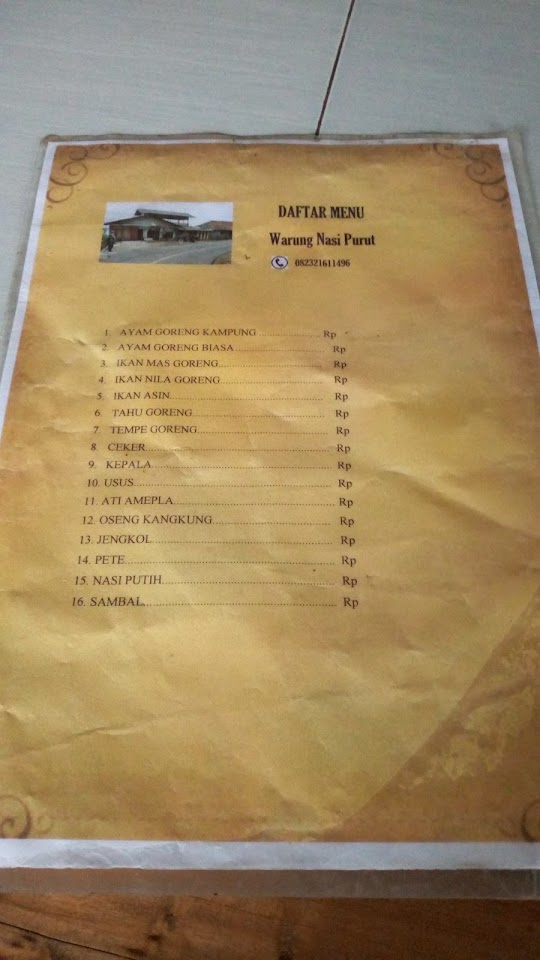 DAFTAR MENU
Warung Nasi Purut
082321611496
1. AYAM GORENG KAMPUNG ................ Rp
2. AYAM GORENG BIASA........................ Rp
3. IKAN MAS GORENG............................ Rp
4. IKAN NILA GORENG............................ Rp
5. IKAN ASIN.......................................... Rp
6. TAHU GORENG................................... Rp
7. TEMPE GORENG................................. Rp
8. CEKER................................................ Rp
9. KEPALA.............................................. Rp
10. USUS................................................. Rp
11. ATI AMEPLA..................................... Rp
12. OSENG KANGKUNG........................... Rp
13. JENGKOL........................................... Rp
14. PETE.................................................. Rp
15. NASI PUTIH....................................... Rp
16. SAMBAL............................................ Rp